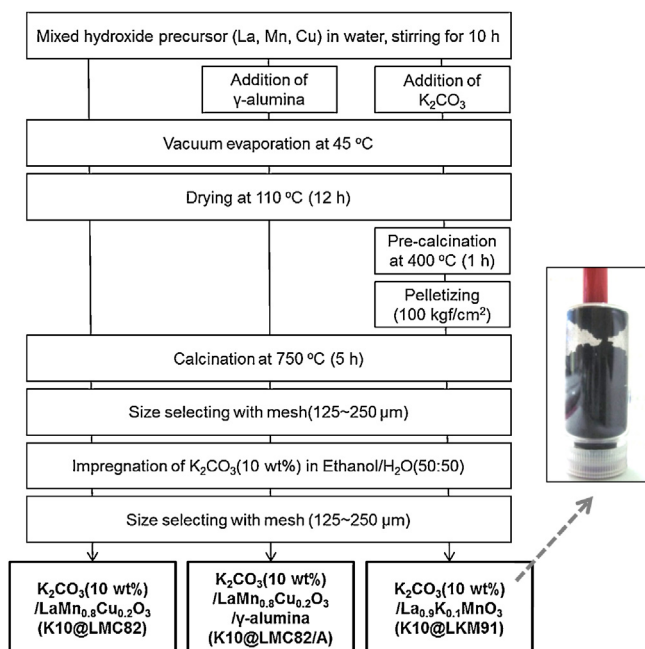 Mixed hydroxide precursor (La, Mn, Cu) in water, stirring for 10 h
Addition of
γ-alumina
Addition of
K₂CO₃
Vacuum evaporation at 45 ºC
Drying at 110 ºC (12 h)
Pre-calcination
at 400 ºC (1 h)
Pelletizing
(100 kgf/cm²)
Calcination at 750 ºC (5 h)
Size selecting with mesh(125~250 μm)
Impregnation of K₂CO₃(10 wt%) in Ethanol/H₂O(50:50)
Size selecting with mesh (125~250 μm)
K₂CO₃(10 wt%)
/LaMn₀.₈Cu₀.₂O₃
(K10@LMC82)
K₂CO₃(10 wt%)
/LaMn₀.₈Cu₀.₂O₃
/γ-alumina
(K10@LMC82/A)
K₂CO₃(10 wt%)
/La₀.₉K₀.₁MnO₃
(K10@LKM91)